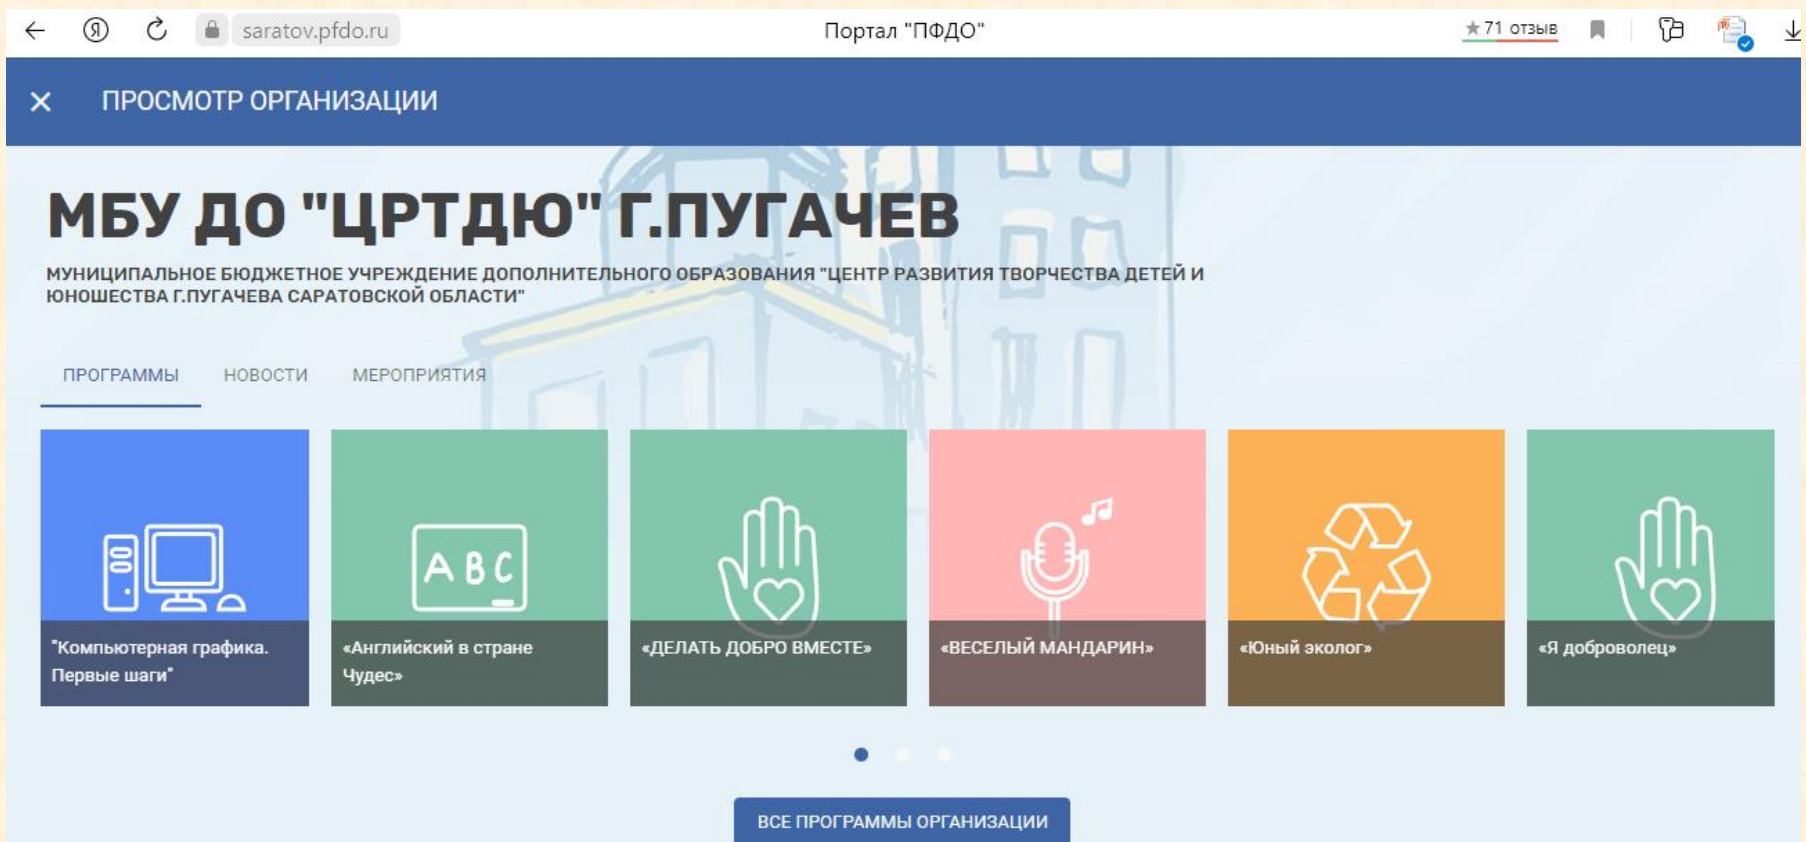 saratov.pfdo.ru
Портал "ПФДО"
71 отзыв
ПРОСМОТР ОРГАНИЗАЦИИ
МБУ ДО "ЦРТДЮ" Г.ПУГАЧЕВ
МУНИЦИПАЛЬНОЕ БЮДЖЕТНОЕ УЧРЕЖДЕНИЕ ДОПОЛНИТЕЛЬНОГО ОБРАЗОВАНИЯ "ЦЕНТР РАЗВИТИЯ ТВОРЧЕСТВА ДЕТЕЙ И
ЮНОШЕСТВА Г.ПУГАЧЕВА САРАТОВСКОЙ ОБЛАСТИ"
ПРОГРАММЫ НОВОСТИ МЕРОПРИЯТИЯ
ABC
"Компьютерная графика.
Первые шаги"
«Английский в стране
Чудес»
«ДЕЛАТЬ ДОБРО ВМЕСТЕ»
«ВЕСЕЛЫЙ МАНДАРИН»
«Юный эколог»
«Я доброволец»
ВСЕ ПРОГРАММЫ ОРГАНИЗАЦИИ